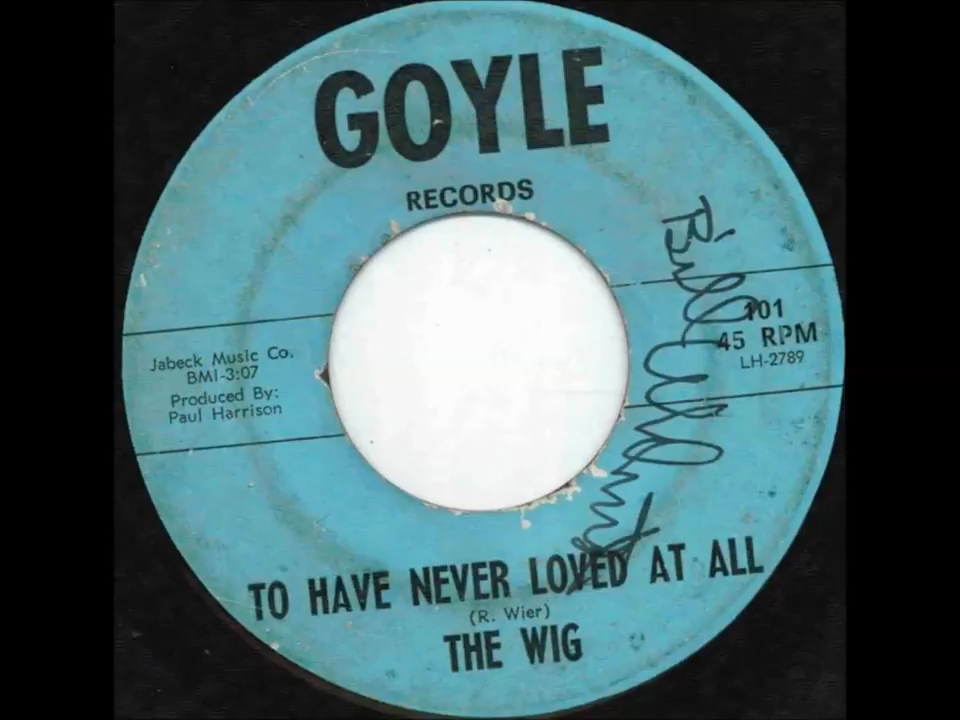 GOYLE
RECORDS
Bill
101
45 RPM
LH-2789
Jabeck Music Co.
BMI-3:07
Produced By:
Paul Harrison
TO HAVE NEVER LOVED AT ALL
(R. Wier)
THE WIG